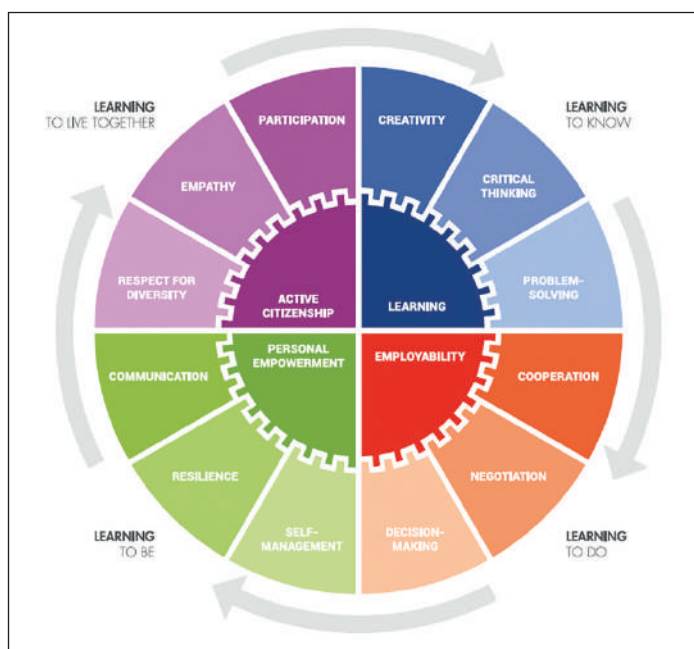 LEARNING
TO LIVE TOGETHER
LEARNING
TO KNOW
PARTICIPATION
CREATIVITY
EMPATHY
CRITICAL
THINKING
RESPECT FOR
DIVERSITY
PROBLEM-
SOLVING
ACTIVE
CITIZENSHIP
LEARNING
PERSONAL
EMPOWERMENT
EMPLOYABILITY
COMMUNICATION
COOPERATION
RESILIENCE
NEGOTIATION
SELF-
MANAGEMENT
DECISION-
MAKING
LEARNING
TO BE
LEARNING
TO DO